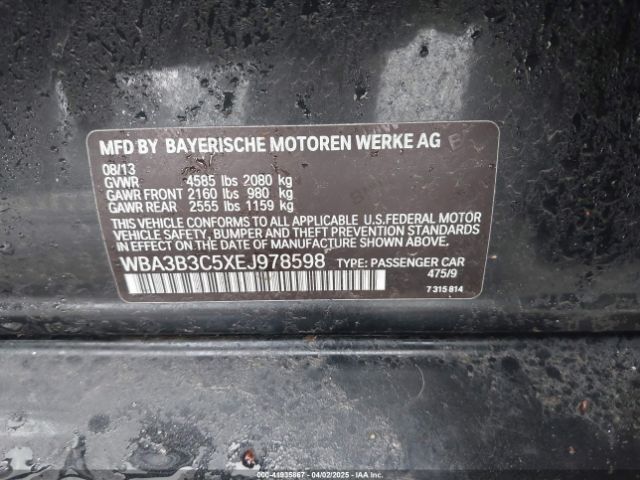 MFD BY BAYERISCHE MOTOREN WERKE AG
08/13
GVWR 4585 lbs 2080 kg
GAWR FRONT 2160 lbs 980 kg
GAWR REAR 2555 lbs 1159 kg
THIS VEHICLE CONFORMS TO ALL APPLICABLE U.S.FEDERAL MOTOR
VEHICLE SAFETY, BUMPER, AND THEFT PREVENTION STANDARDS
IN EFFECT ON THE DATE OF MANUFACTURE SHOWN ABOVE.
WBA3B3C5XEJ978598 TYPE: PASSENGER CAR
475/9
7 315 814
000-41935867 - 04/02/2025 - IAA Inc.